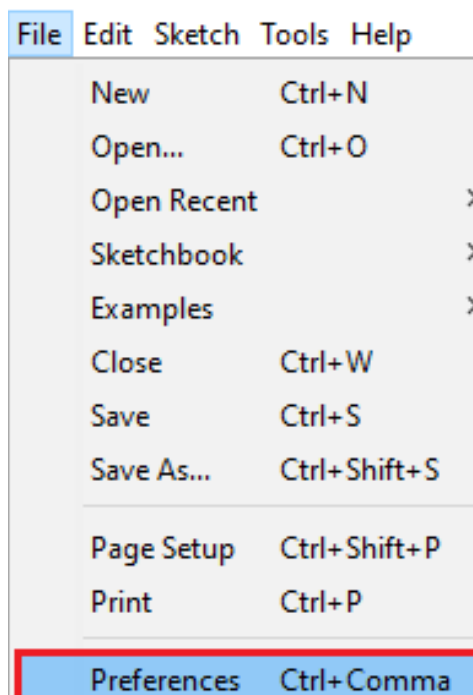 File Edit Sketch Tools Help
New Ctrl+N
Open... Ctrl+O
Open Recent
Sketchbook
Examples
Close Ctrl+W
Save Ctrl+S
Save As... Ctrl+Shift+S
Page Setup Ctrl+Shift+P
Print Ctrl+P
Preferences Ctrl+Comma